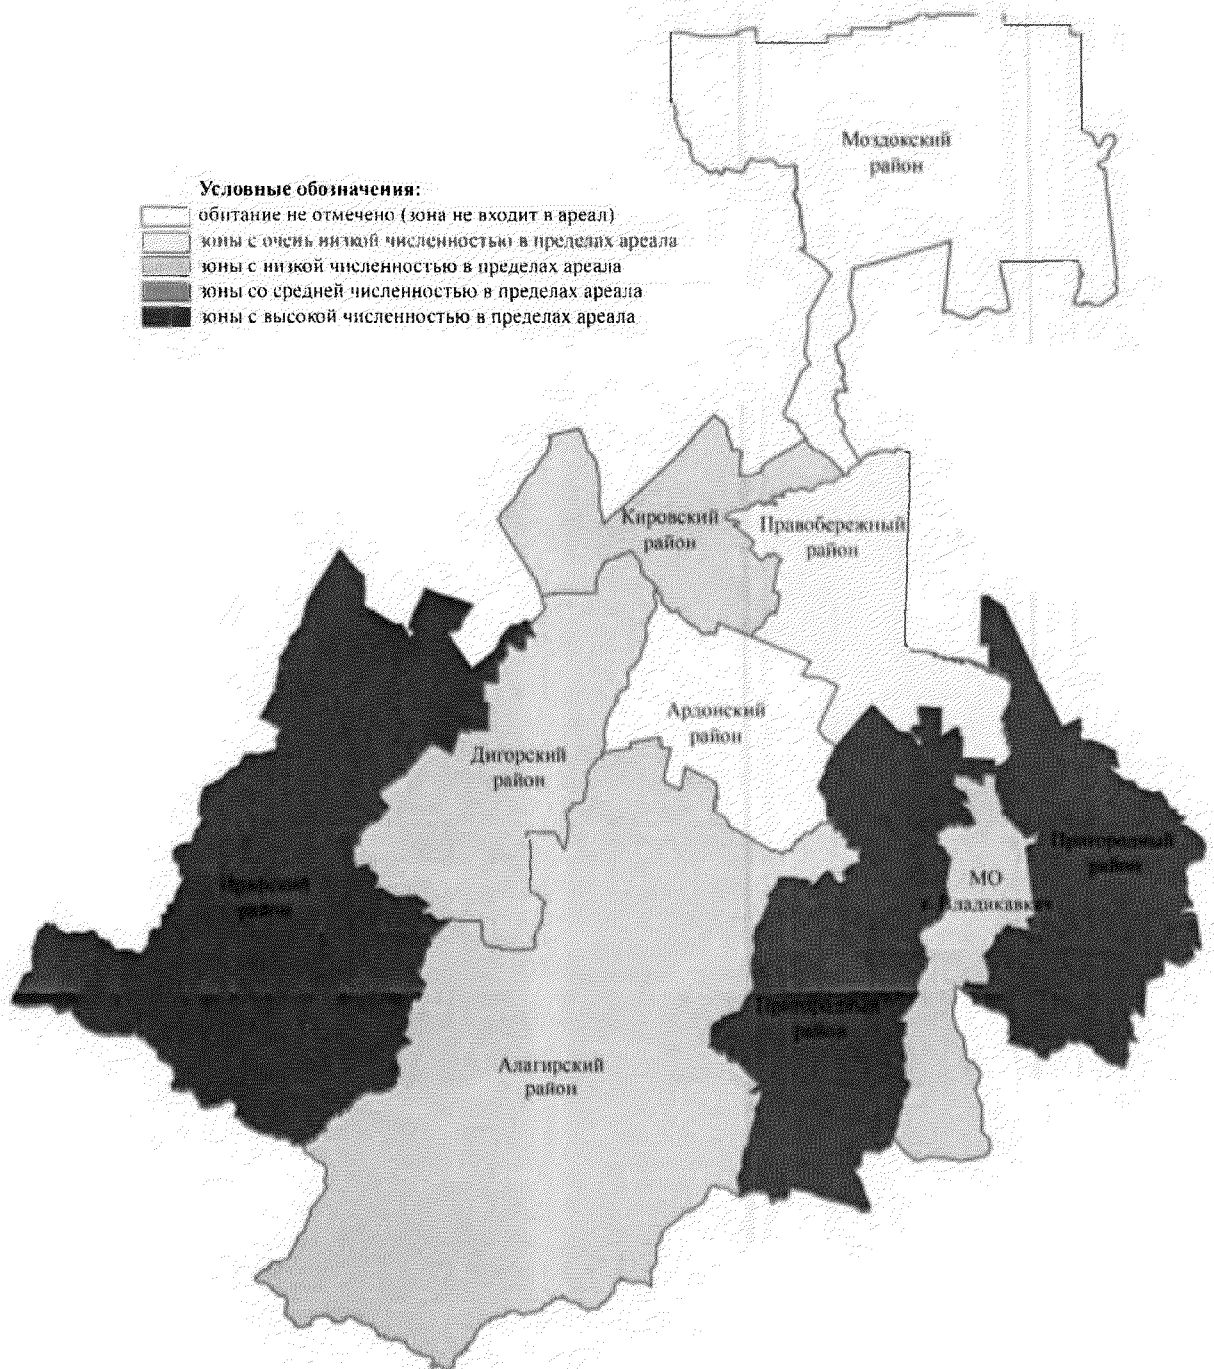 Условные обозначения:
обитание не отмечено (зона не входит в ареал)
зоны с очень низкой численностью в пределах ареала
зоны с низкой численностью в пределах ареала
зоны со средней численностью в пределах ареала
зоны с высокой численностью в пределах ареала
Моздокский
район
Кировский
район
Правобережный
район
Ардонский
район
Дигорский
район
Пригородный
район
Ирафский
район
МО
г. Владикавказ
Пригородный
район
Алагирский
район